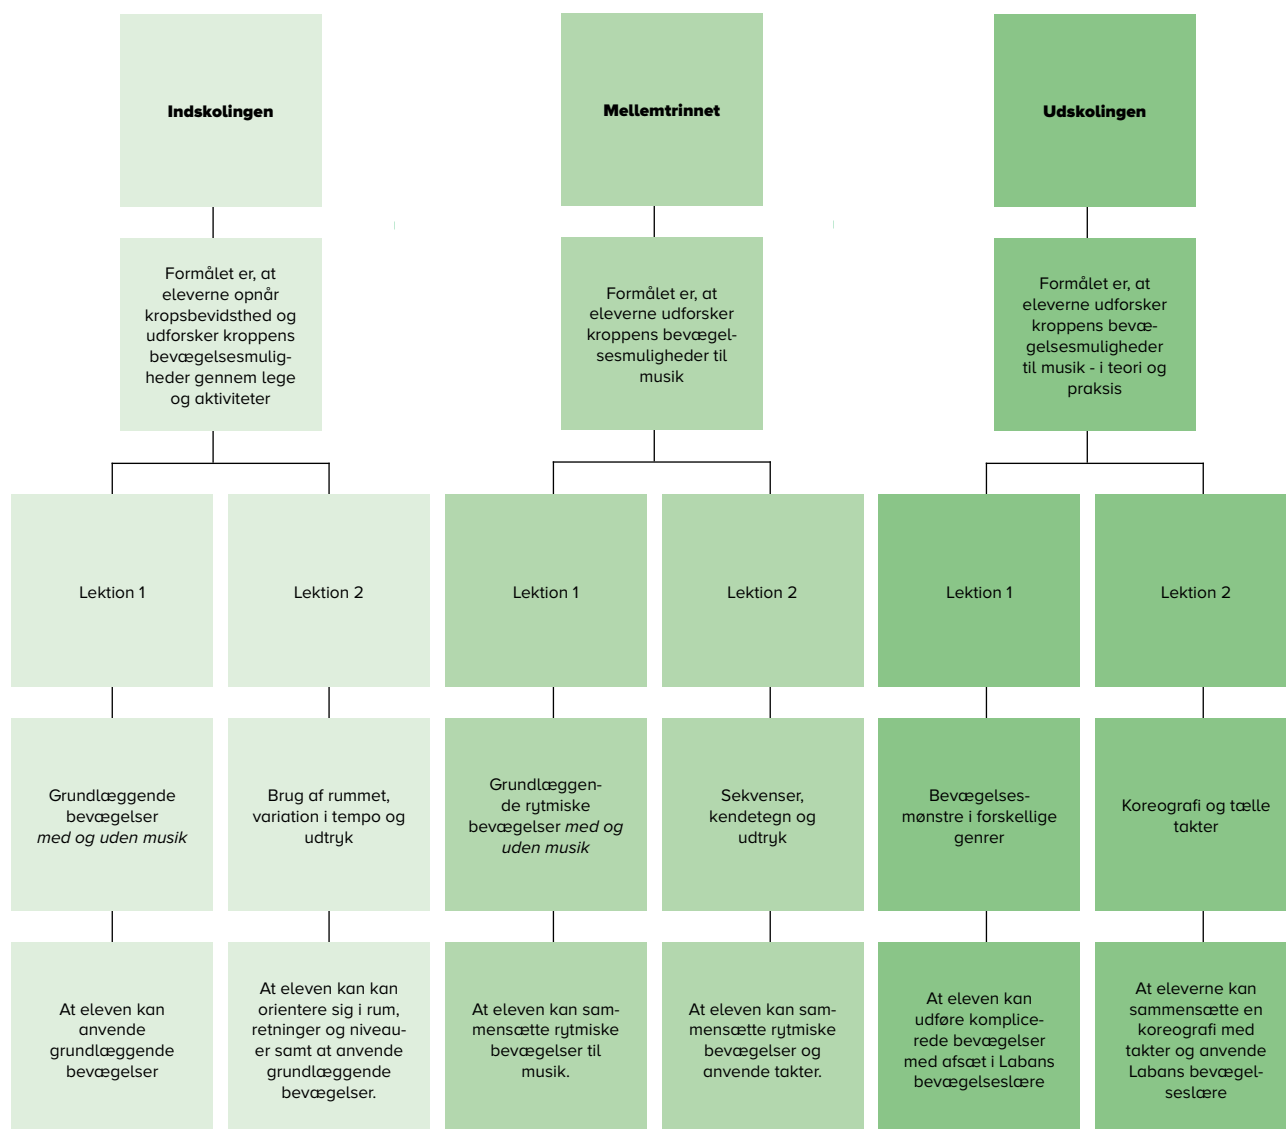 Indskolingen
Formålet er, at
eleverne opnår
kropsbevidsthed og
udforsker kroppens
bevægelsesmulig-
heder gennem lege
og aktiviteter
Lektion 1
Grundlæggende
bevægelser
med og uden musik
At eleven kan
anvende
grundlæggende
bevægelser
Lektion 2
Brug af rummet,
variation i tempo og
udtryk
At eleven kan kan
orientere sig i rum,
retninger og niveau-
er samt at anvende
grundlæggende
bevægelser.
Mellemtrinnet
Formålet er, at
eleverne udforsker
kroppens bevægel-
sesmuligheder til
musik
Lektion 1
Grundlæggen-
de rytmiske
bevægelser med og
uden musik
At eleven kan sam-
mensætte rytmiske
bevægelser til
musik.
Lektion 2
Sekvenser,
kendetegn og
udtryk
At eleven kan sam-
mensætte rytmiske
bevægelser og
anvende takter.
Udskolingen
Formålet er, at
eleverne udforsker
kroppens bevæ-
gelsesmuligheder
til musik - i teori og
praksis
Lektion 1
Bevægelses-
mønstre i forskellige
genrer
At eleven kan
udføre komplice-
rede bevægelser
med afsæt i Labans
bevægelseslære
Lektion 2
Koreografi og tælle
takter
At eleverne kan
sammensætte en
koreografi med
takter og anvende
Labans bevægel-
seslære